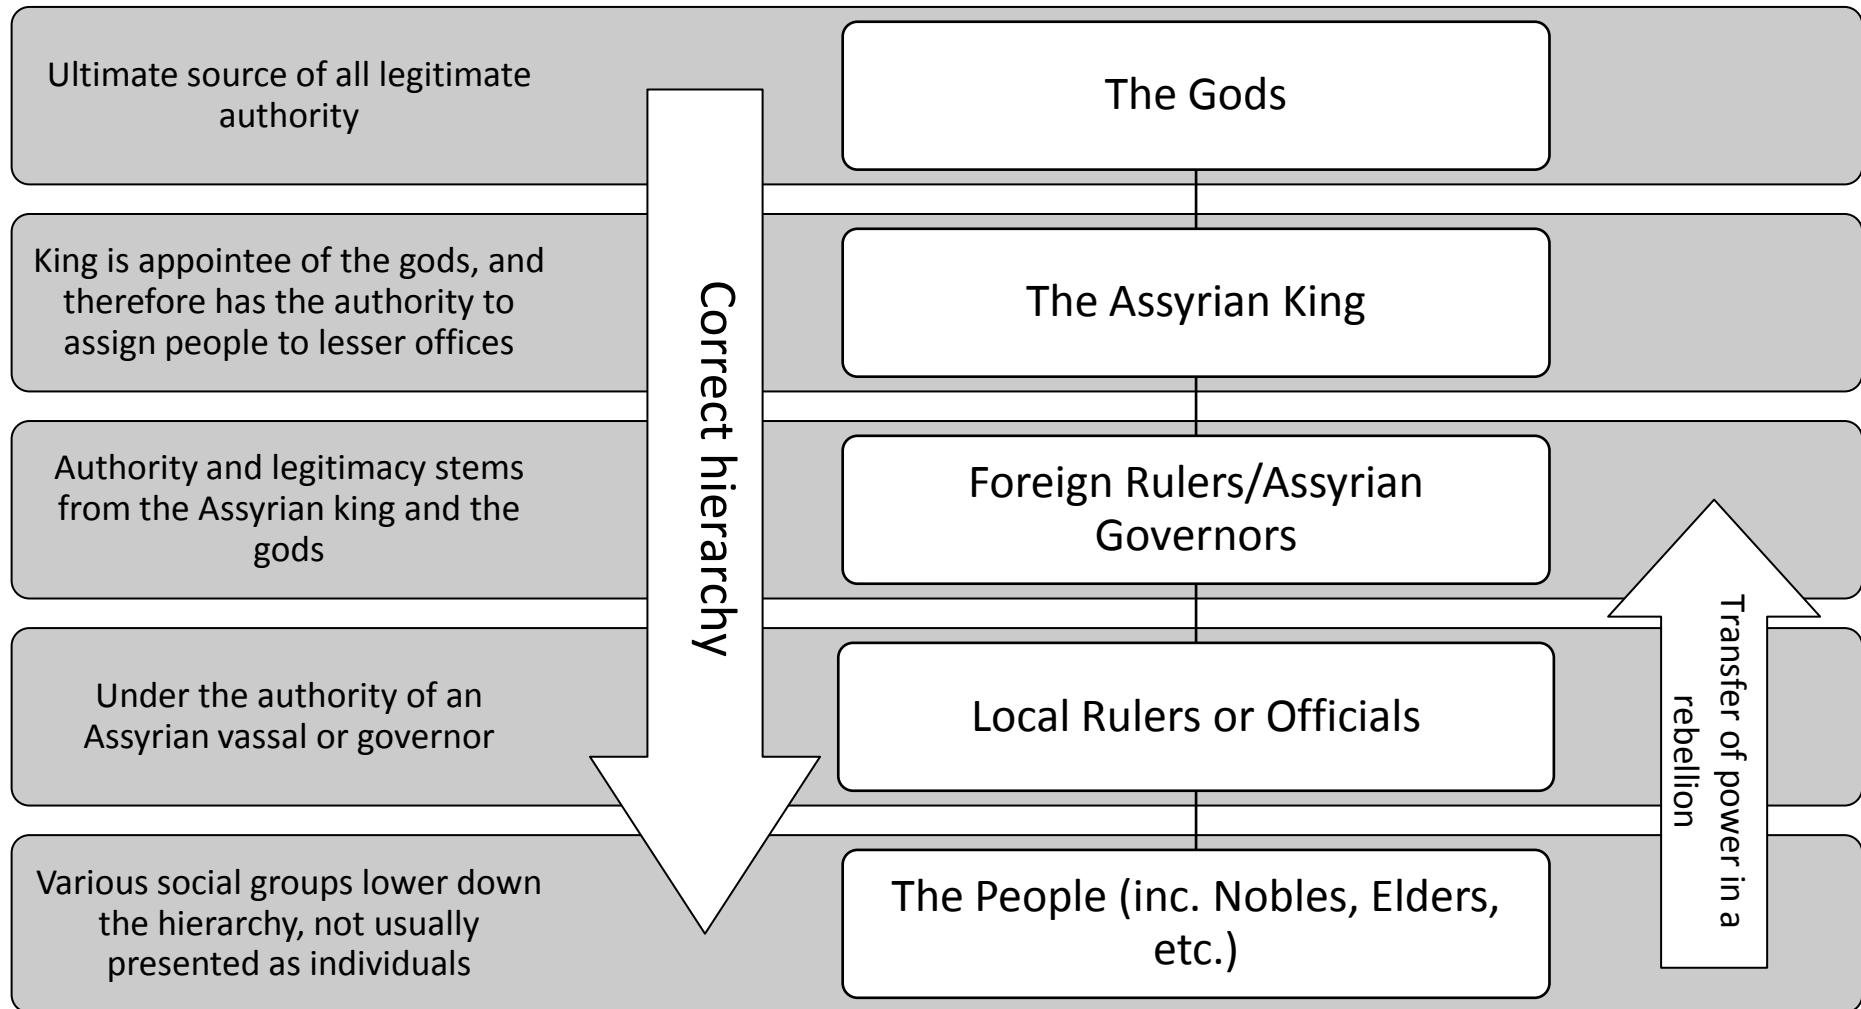 Ultimate source of all legitimate
authority
The Gods
King is appointee of the gods, and
therefore has the authority to
assign people to lesser offices
The Assyrian King
Authority and legitimacy stems
from the Assyrian king and the
gods
Foreign Rulers/Assyrian
Governors
Under the authority of an
Assyrian vassal or governor
Local Rulers or Officials
Various social groups lower down
the hierarchy, not usually
presented as individuals
The People (inc. Nobles, Elders,
etc.)
Correct hierarchy
Transfer of power in a
rebellion